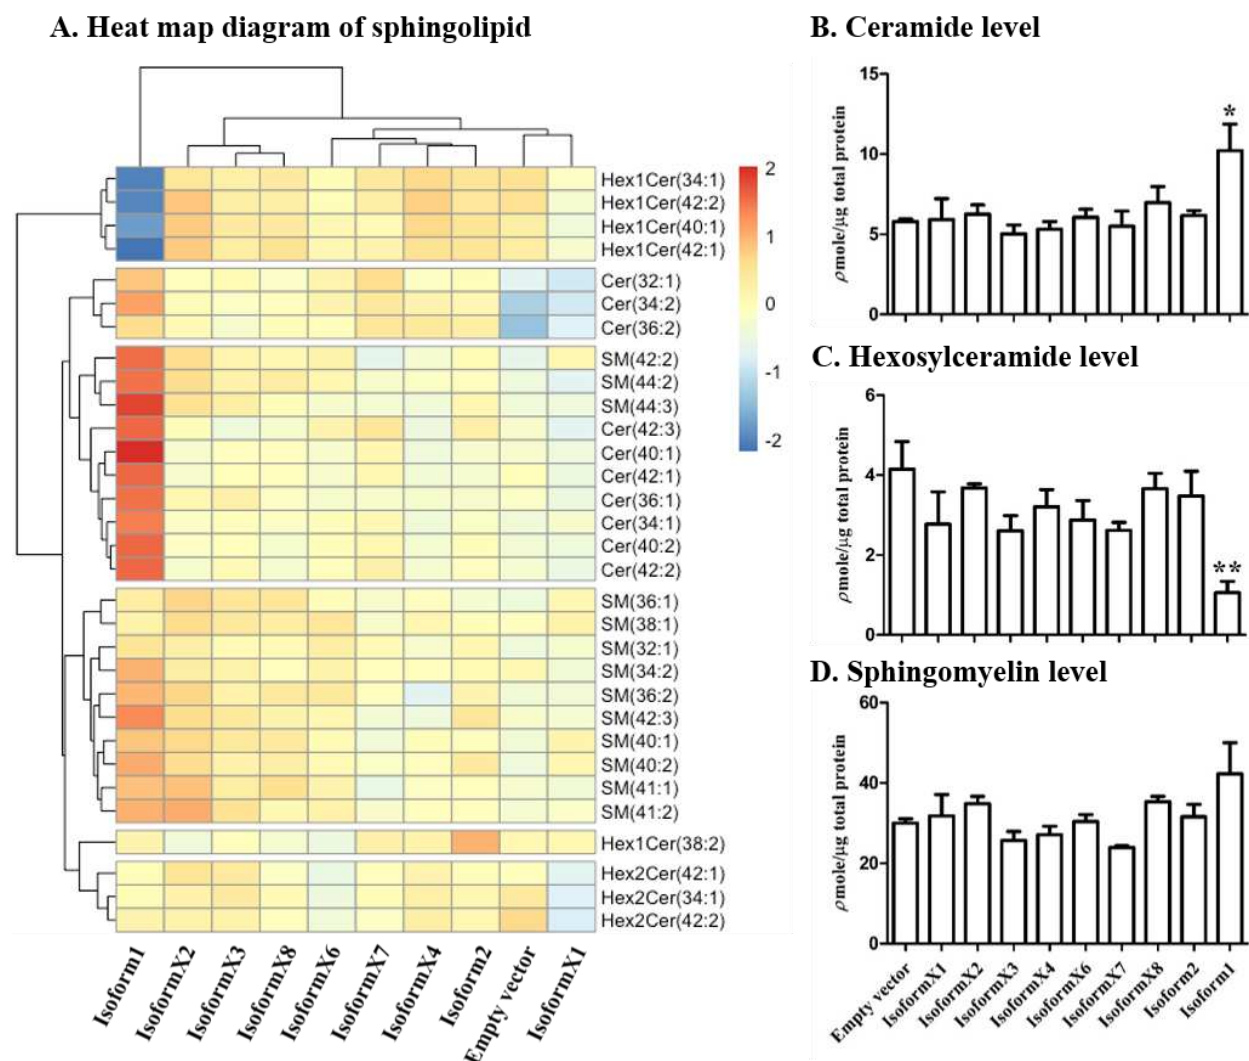 A. Heat map diagram of sphingolipid
Hex1Cer(34:1)
Hex1Cer(42:2)
Hex1Cer(40:1)
Hex1Cer(42:1)
Cer(32:1)
Cer(34:2)
Cer(36:2)
SM(42:2)
SM(44:2)
SM(44:3)
Cer(42:3)
Cer(40:1)
Cer(42:1)
Cer(36:1)
Cer(34:1)
Cer(40:2)
Cer(42:2)
SM(36:1)
SM(38:1)
SM(32:1)
SM(34:2)
SM(36:2)
SM(42:3)
SM(40:1)
SM(40:2)
SM(41:1)
SM(41:2)
Hex1Cer(38:2)
Hex2Cer(42:1)
Hex2Cer(34:1)
Hex2Cer(42:2)
2
1
0
-1
-2
Isoform1
IsoformX2
IsoformX3
IsoformX8
IsoformX6
IsoformX7
IsoformX4
Isoform2
Empty vector
IsoformX1
B. Ceramide level
ρmole/μg total protein
15
10
5
0
*
C. Hexosylceramide level
ρmole/μg total protein
6
4
2
0
**
D. Sphingomyelin level
ρmole/μg total protein
60
40
20
0
Empty vector
IsoformX1
IsoformX2
IsoformX3
IsoformX4
IsoformX6
IsoformX7
IsoformX8
Isoform2
Isoform1